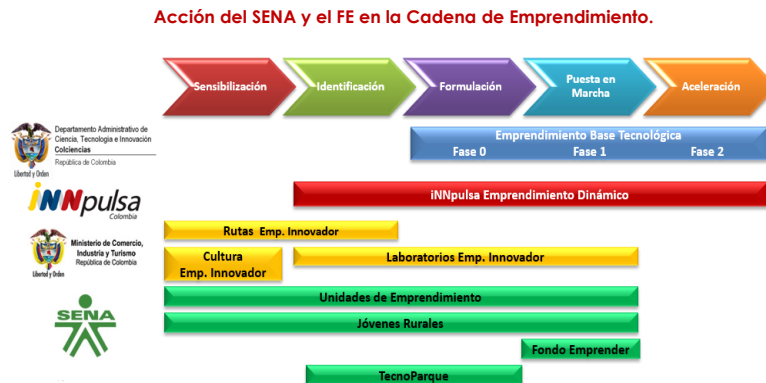 Acción del SENA y el FE en la Cadena de Emprendimiento.
Sensibilización
Identificación
Formulación
Puesta en
Marcha
Aceleración
Libertad y Orden
Departamento Administrativo de
Ciencia, Tecnología e Innovación
Colciencias
República de Colombia
Emprendimiento Base Tecnológica
Fase 0 Fase 1 Fase 2
iNNpulsa
Colombia
iNNpulsa Emprendimiento Dinámico
Libertad y Orden
Ministerio de Comercio,
Industria y Turismo
República de Colombia
Rutas Emp. Innovador
Cultura
Emp. Innovador
Laboratorios Emp. Innovador
SENA
Unidades de Emprendimiento
Jóvenes Rurales
Fondo Emprender
TecnoParque